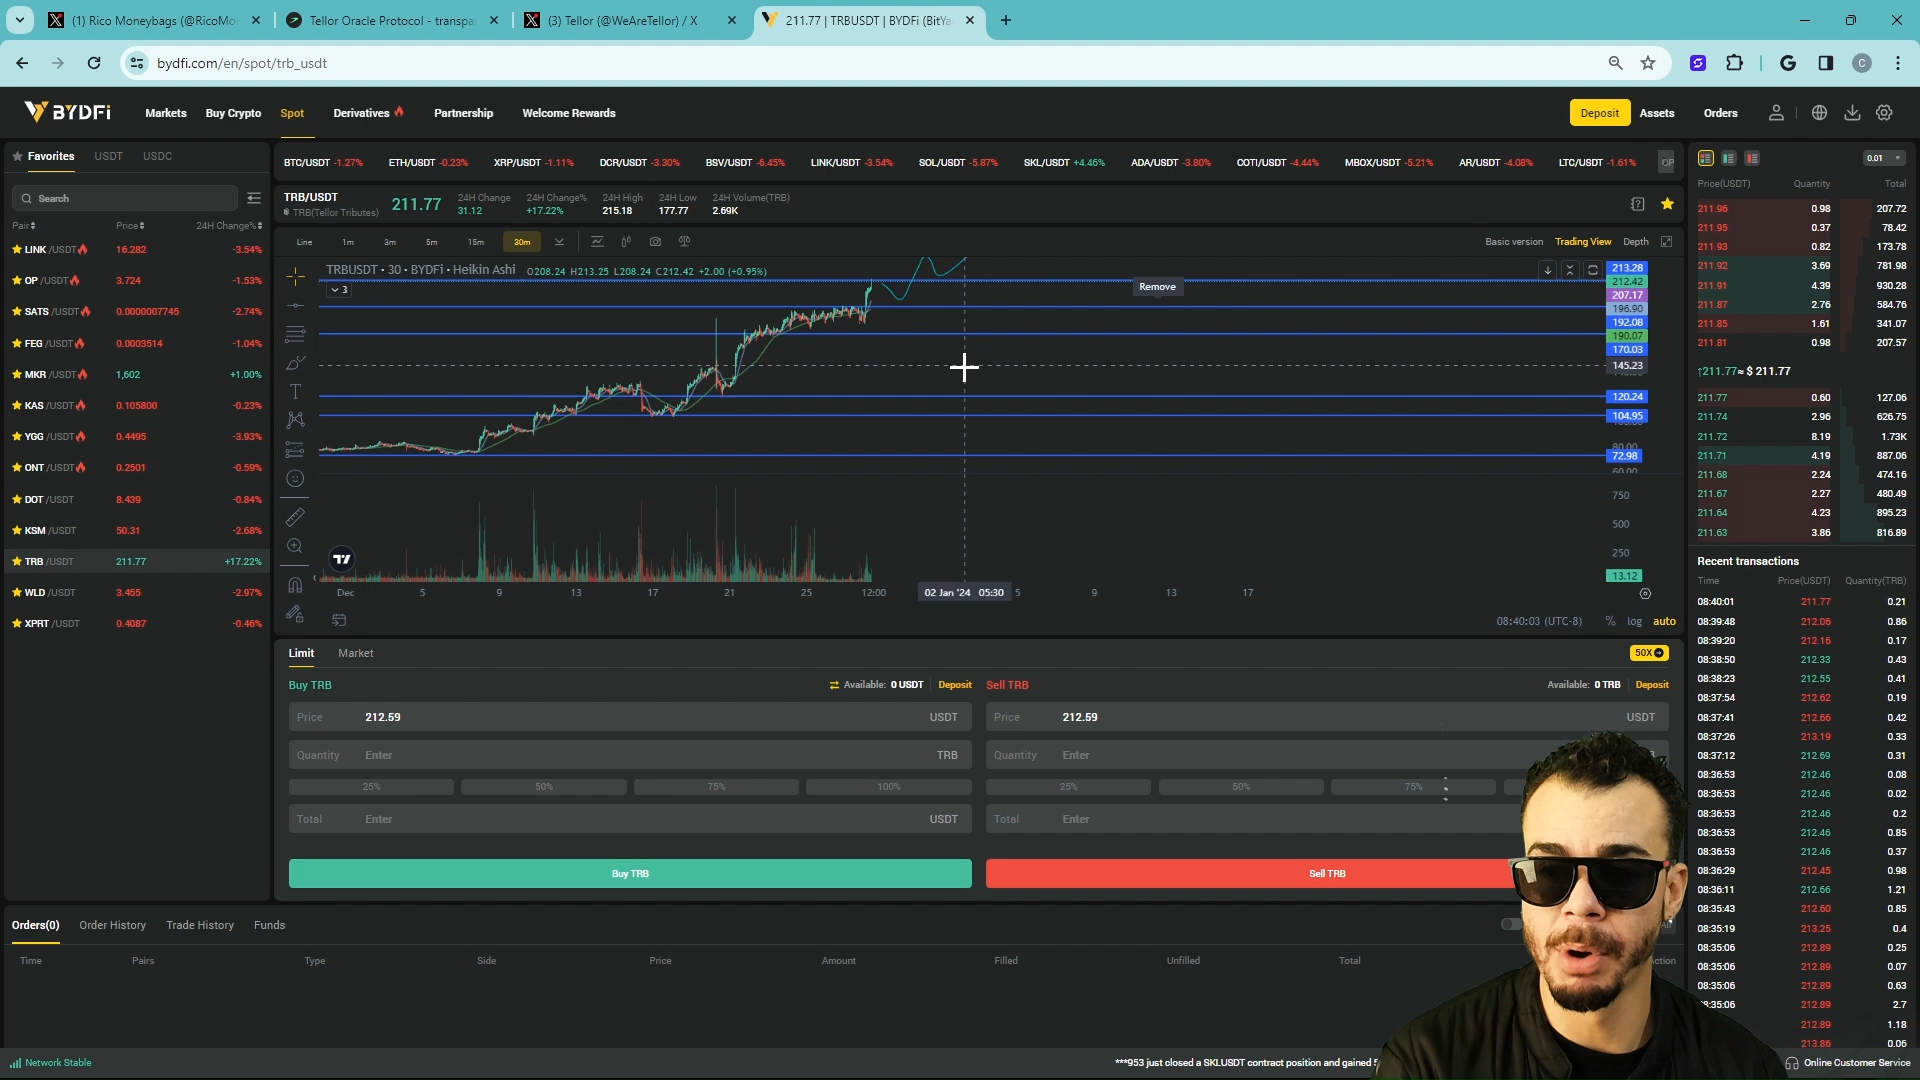 (1) Rico Moneybags (@RicoMo
Tellor Oracle Protocol - transpa
(3) Tellor (@WeAreTellor) / X
211.77 | TRBUSDT | BYDFi (BitYa
bydfi.com/en/spot/trb_usdt
BYDFi
Markets
Buy Crypto
Spot
Derivatives
Partnership
Welcome Rewards
Deposit
Assets
Orders
Favorites
USDT
USDC
BTC/USDT -1.27%
ETH/USDT -0.23%
XRP/USDT -1.11%
DCR/USDT -3.30%
BSV/USDT -6.45%
LINK/USDT -3.54%
SOL/USDT -5.87%
SKL/USDT +4.46%
ADA/USDT -3.80%
COTI/USDT -4.44%
MBOX/USDT -5.21%
AR/USDT -4.08%
LTC/USDT -1.61%
OP
Search
Pair
Price
24H Change%
LINK /USDT 16.282 -3.54%
OP /USDT 3.724 -1.53%
SATS /USDT 0.0000007745 -2.74%
FEG /USDT 0.0003514 -1.04%
MKR /USDT 1,602 +1.00%
KAS /USDT 0.105800 -0.23%
YGG /USDT 0.4495 -3.93%
ONT /USDT 0.2501 -0.59%
DOT /USDT 8.439 -0.84%
KSM /USDT 50.31 -2.68%
TRB /USDT 211.77 +17.22%
WLD /USDT 3.455 -2.97%
XPRT /USDT 0.4087 -0.46%
TRB/USDT
TRB(Tellor Tributes)
211.77
24H Change
31.12
24H Change%
+17.22%
24H High
215.18
24H Low
177.77
24H Volume(TRB)
2.69K
Line
1m
3m
5m
15m
30m
Basic version
Trading View
Depth
TRBUSDT · 30 · BYDFi · Heikin Ashi O208.24 H213.25 L208.24 C212.42 +2.00 (+0.95%)
3
Remove
213.28
212.42
207.17
196.90
192.08
190.07
170.03
145.23
120.24
104.95
80.00
72.98
60.00
750
500
250
13.12
Dec
5
9
13
17
21
25
12:00
02 Jan '24 05:30
5
9
13
17
08:40:03 (UTC-8)
%
log
auto
Limit
Market
50X
Buy TRB
Available: 0 USDT
Deposit
Sell TRB
Available: 0 TRB
Deposit
Price 212.59 USDT
Price 212.59 USDT
Quantity Enter TRB
Quantity Enter
25%
50%
75%
100%
25%
50%
75%
Total Enter USDT
Total Enter
Buy TRB
Sell TRB
Orders(0)
Order History
Trade History
Funds
Time
Pairs
Type
Side
Price
Amount
Filled
Unfilled
Total
Action
0.01
Price(USDT) Quantity Total
211.96 0.98 207.72
211.95 0.37 78.42
211.93 0.82 173.78
211.92 3.69 781.98
211.91 4.39 930.28
211.87 2.76 584.76
211.85 1.61 341.07
211.81 0.98 207.57
↑211.77≈ $ 211.77
211.77 0.60 127.06
211.74 2.96 626.75
211.72 8.19 1.73K
211.71 4.19 887.06
211.68 2.24 474.16
211.67 2.27 480.49
211.64 4.23 895.23
211.63 3.86 816.89
Recent transactions
Time Price(USDT) Quantity(TRB)
08:40:01 211.77 0.21
08:39:48 212.06 0.86
08:39:20 212.16 0.17
08:38:50 212.33 0.43
08:38:23 212.55 0.41
08:37:54 212.62 0.19
08:37:41 212.66 0.42
08:37:26 213.19 0.33
08:37:12 212.69 0.31
08:36:53 212.46 0.08
08:36:53 212.46 0.02
08:36:53 212.46 0.2
08:36:53 212.46 0.85
08:36:53 212.46 0.37
08:36:29 212.45 0.98
08:36:11 212.66 1.21
08:35:43 212.60 0.85
08:35:19 213.25 0.4
08:35:06 212.89 0.25
08:35:06 212.89 0.07
08:35:06 212.89 0.63
08:35:06 212.89 2.7
212.89 1.18
213.86 0.06
Network Stable
***953 just closed a SKLUSDT contract position and gained
Online Customer Service